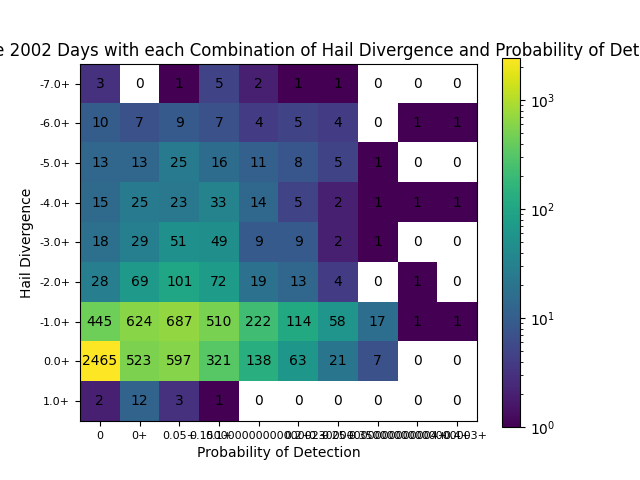 e 2002 Days with each Combination of Hail Divergence and Probability of Det
Hail Divergence
-7.0+ 3 0 1 5 2 1 1 0 0 0
-6.0+ 10 7 9 7 4 5 4 0 1 1
-5.0+ 13 13 25 16 11 8 5 1 0 0
-4.0+ 15 25 23 33 14 5 2 1 1 1
-3.0+ 18 29 51 49 9 9 2 1 0 0
-2.0+ 28 69 101 72 19 13 4 0 1 0
-1.0+ 445 624 687 510 222 114 58 17 1 1
0.0+ 2465 523 597 321 138 63 21 7 0 0
1.0+ 2 12 3 1 0 0 0 0 0 0
0 0+ 0.05+
Probability of Detection
10³
10²
10¹
10⁰